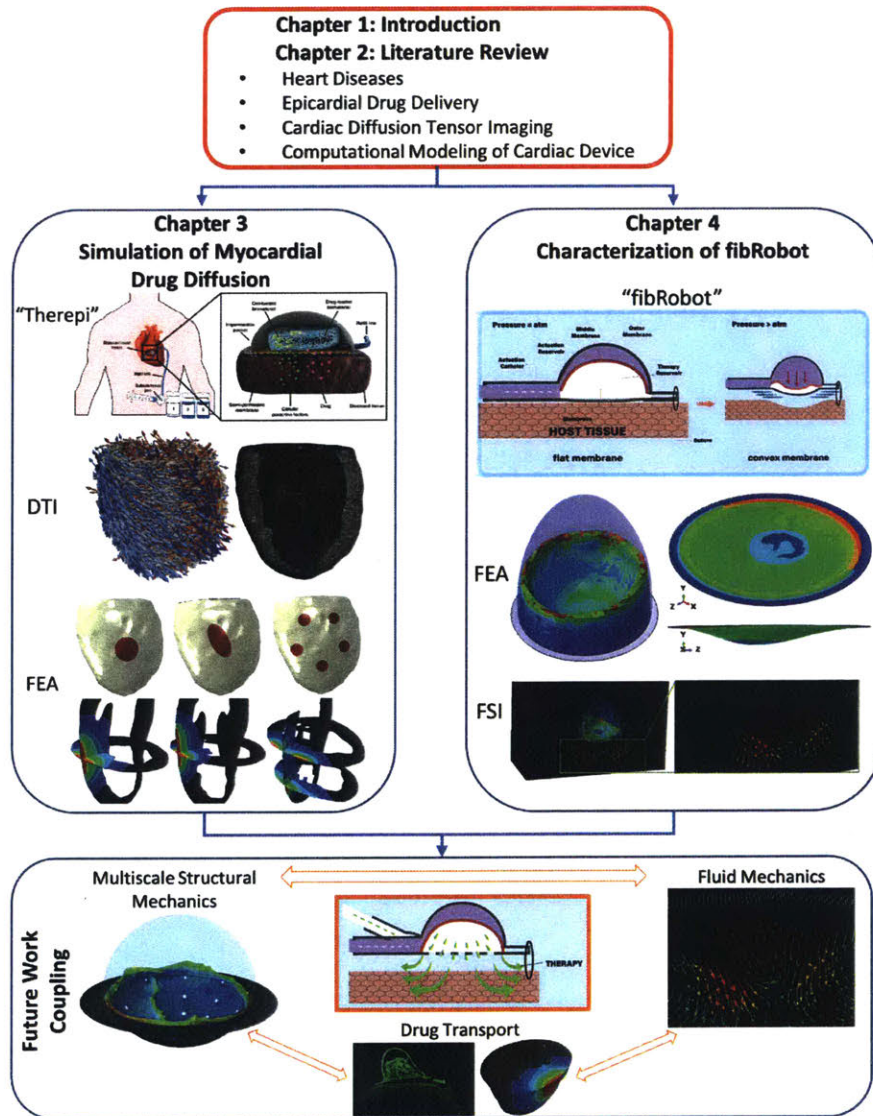 Chapter 1: Introduction
Chapter 2: Literature Review
• Heart Diseases
• Epicardial Drug Delivery
• Cardiac Diffusion Tensor Imaging
• Computational Modeling of Cardiac Device
Chapter 3
Simulation of Myocardial
Drug Diffusion
"Therepi"
DTI
FEA
Chapter 4
Characterization of fibRobot
"fibRobot"
Pressure = atm
Middle
Membrane
Outer
Membrane
Actuation
Reservoir
Actuation
Catheter
Therapy
Reservoir
HOST TISSUE
Suture
flat membrane
Pressure > atm
convex membrane
FEA
Y
Z X
Y
Z
FSI
Future Work
Coupling
Multiscale Structural
Mechanics
THERAPY
Fluid Mechanics
Drug Transport